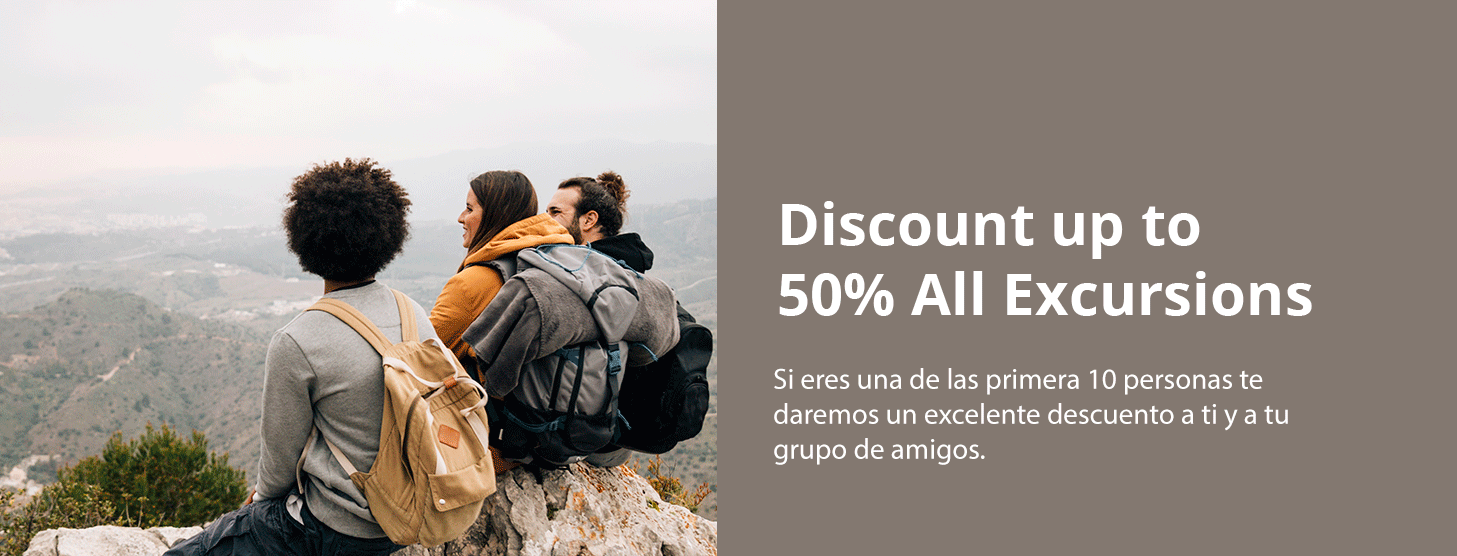 Discount up to
50% All Excursions
Si eres una de las primera 10 personas te
daremos un excelente descuento a ti y a tu
grupo de amigos.